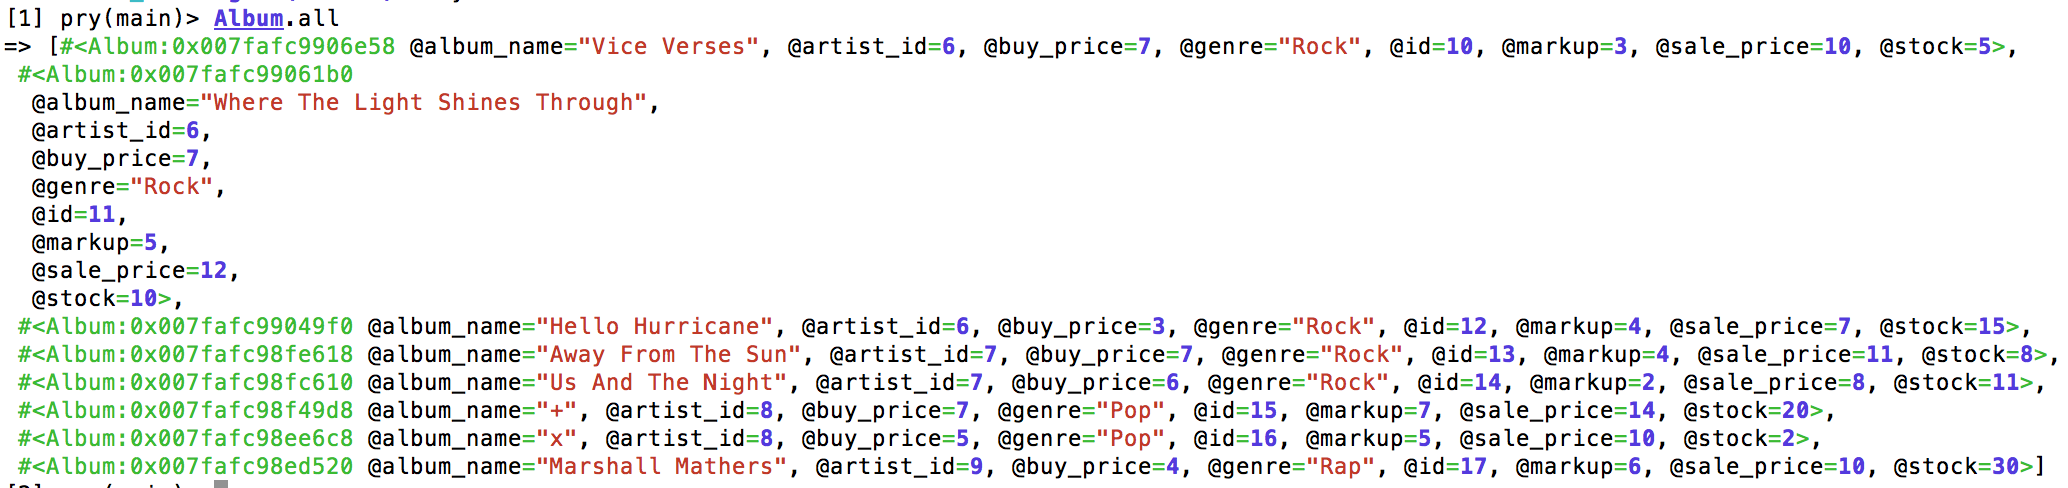 [1] pry(main)> Album.all
=> [#<Album:0x007fafc9906e58 @album_name="Vice Verses", @artist_id=6, @buy_price=7, @genre="Rock", @id=10, @markup=3, @sale_price=10, @stock=5>,
 #<Album:0x007fafc99061b0
  @album_name="Where The Light Shines Through",
  @artist_id=6,
  @buy_price=7,
  @genre="Rock",
  @id=11,
  @markup=5,
  @sale_price=12,
  @stock=10>,
 #<Album:0x007fafc99049f0 @album_name="Hello Hurricane", @artist_id=6, @buy_price=3, @genre="Rock", @id=12, @markup=4, @sale_price=7, @stock=15>,
 #<Album:0x007fafc98fe618 @album_name="Away From The Sun", @artist_id=7, @buy_price=7, @genre="Rock", @id=13, @markup=4, @sale_price=11, @stock=8>,
 #<Album:0x007fafc98fc610 @album_name="Us And The Night", @artist_id=7, @buy_price=6, @genre="Rock", @id=14, @markup=2, @sale_price=8, @stock=11>,
 #<Album:0x007fafc98f49d8 @album_name="+", @artist_id=8, @buy_price=7, @genre="Pop", @id=15, @markup=7, @sale_price=14, @stock=20>,
 #<Album:0x007fafc98ee6c8 @album_name="x", @artist_id=8, @buy_price=5, @genre="Pop", @id=16, @markup=5, @sale_price=10, @stock=2>,
 #<Album:0x007fafc98ed520 @album_name="Marshall Mathers", @artist_id=9, @buy_price=4, @genre="Rap", @id=17, @markup=6, @sale_price=10, @stock=30>]